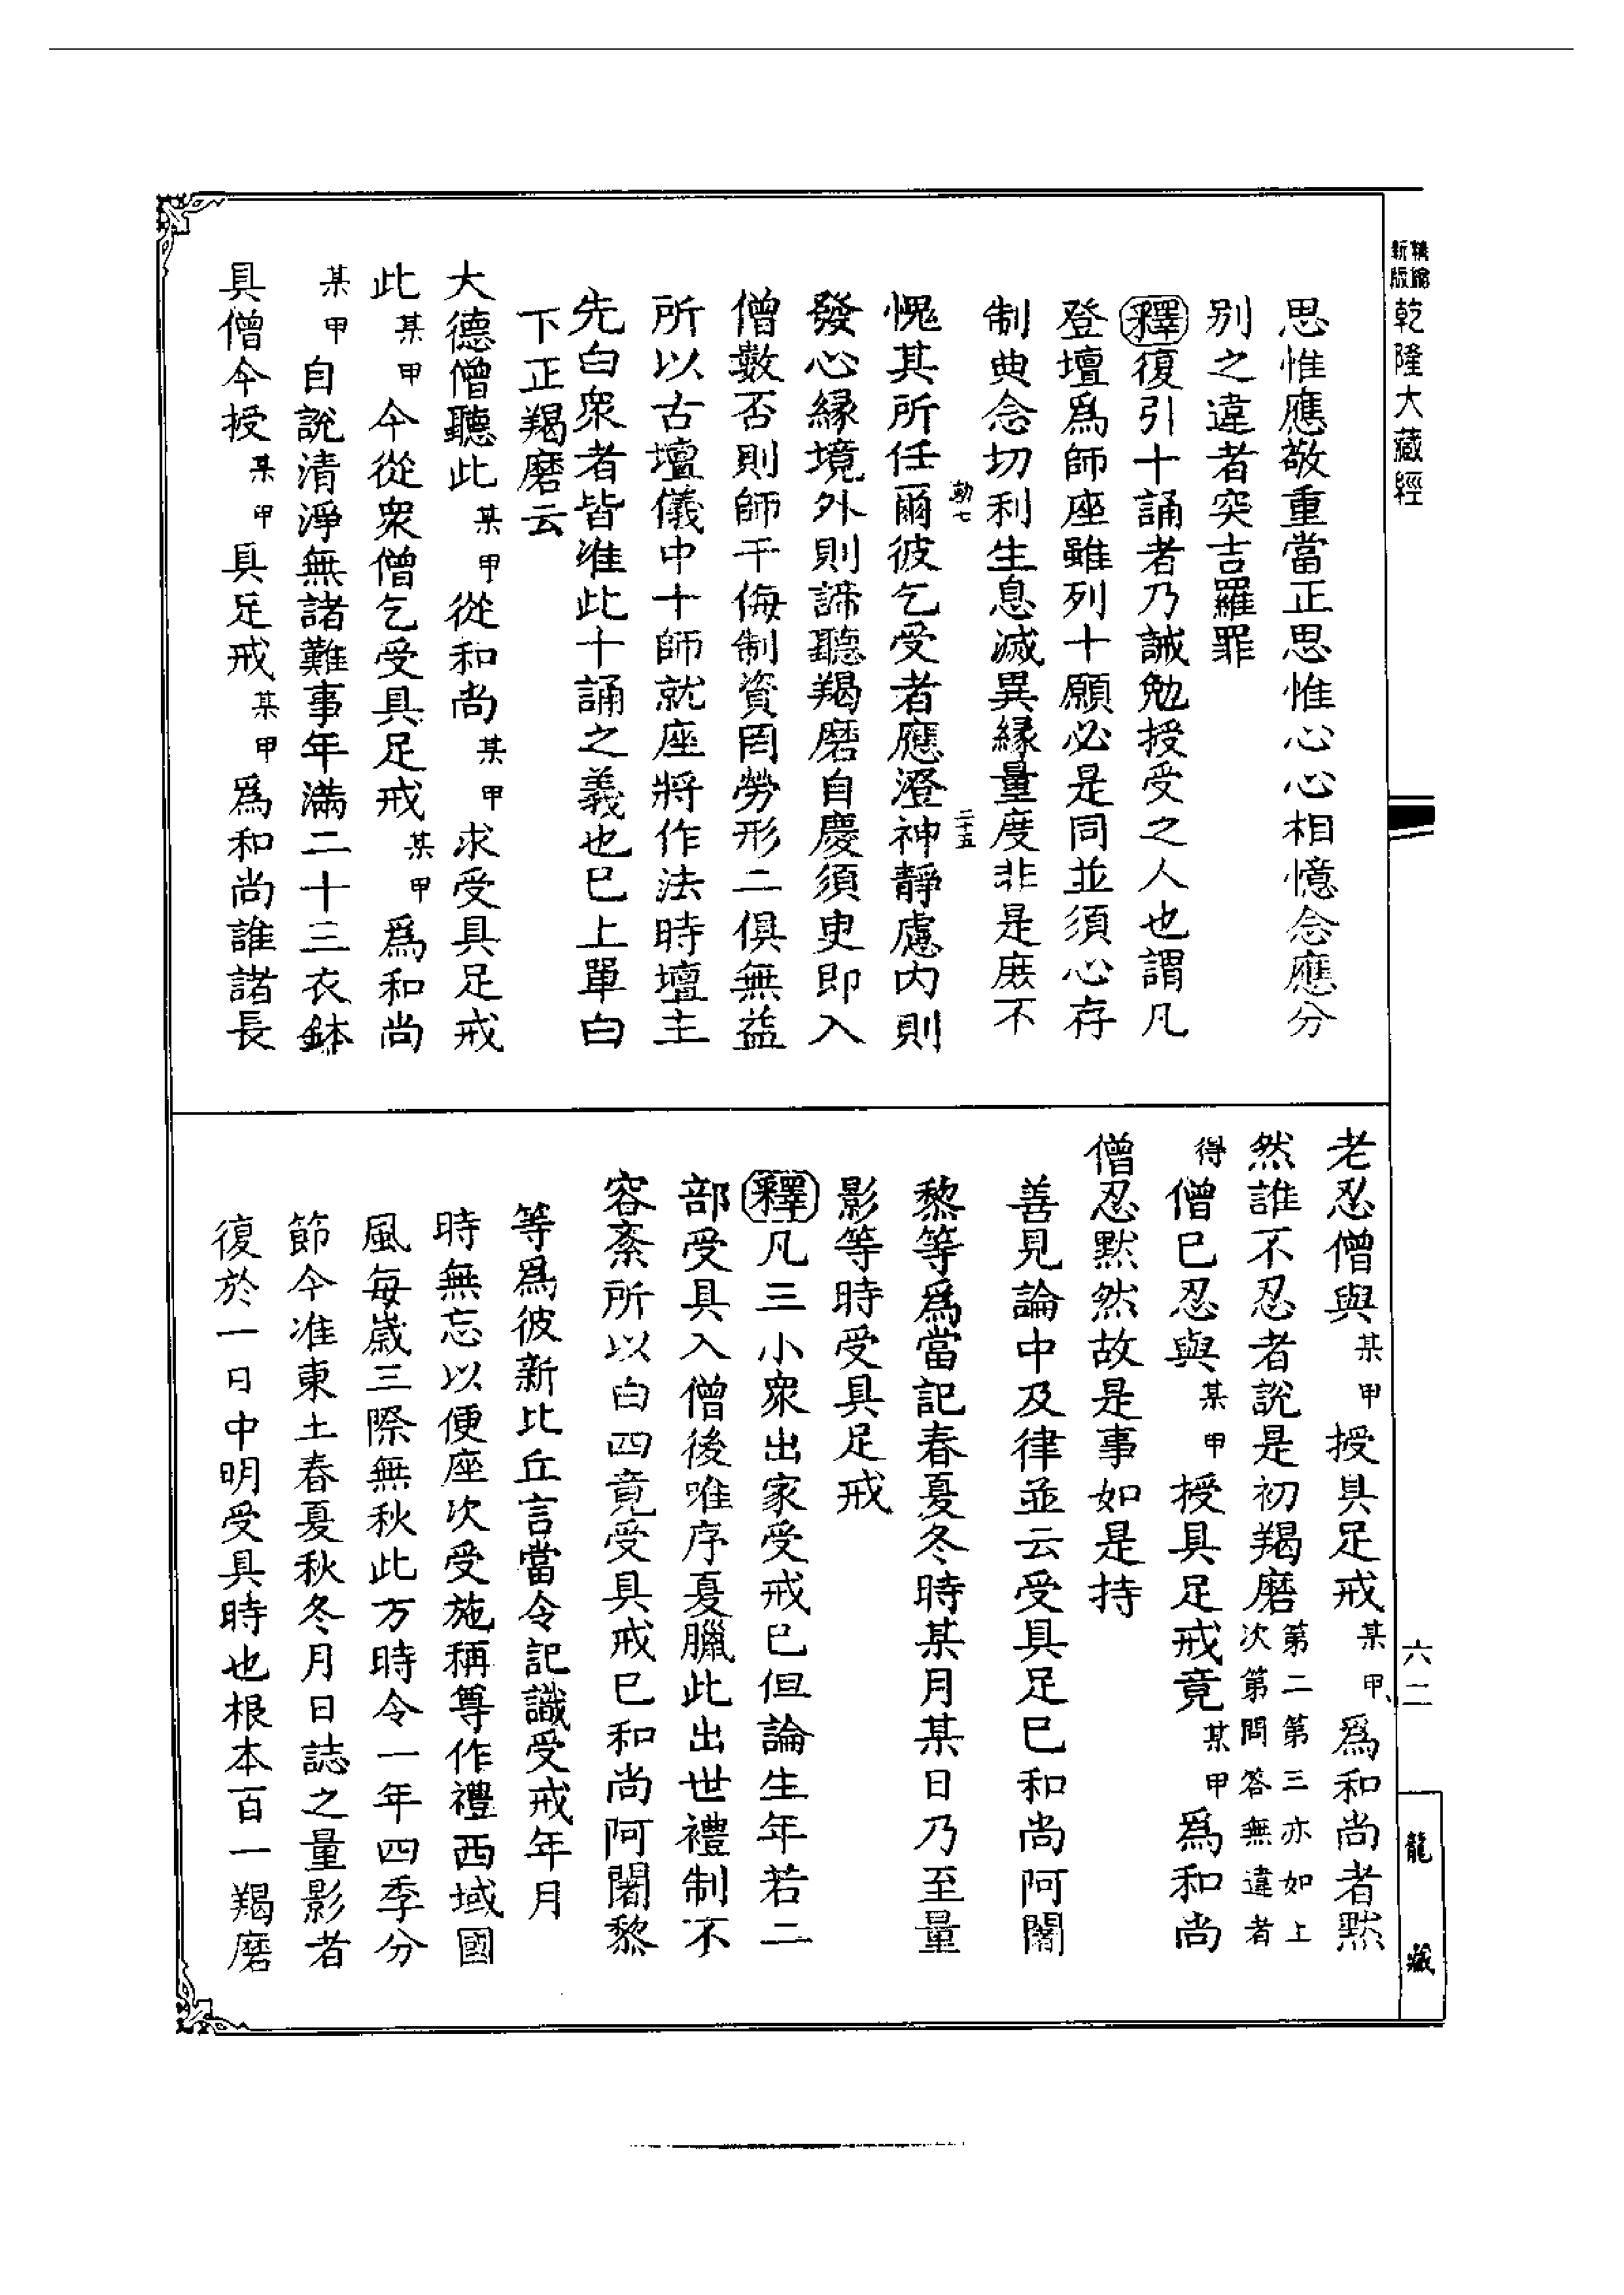 精縮新版乾隆大藏經
思惟應敬重當正思惟心心相憶念應分
别之違者突吉羅罪
釋復引十誦者乃誡勉授受之人也謂凡
登壇爲師座雖列十願必是同並須心存
制典念切利生息滅異緣量度非是庶不
勒七
二十五
愧其所任爾彼乞受者應澄神靜慮内則
發心緣境外則諦聽羯磨自慶須臾即入
僧數否則師干侮制資罔勞形二俱無益
所以古壇儀中十師就座將作法時壇主
先白衆者皆准此十誦之義也巳上單白
下正羯磨云
大德僧聽此某甲從和尚某甲求受具足戒
此某甲今從衆僧乞受具足戒某甲爲和尚
某甲自說清淨無諸難事年滿二十三衣鉢
具僧今授某甲具足戒某甲爲和尚誰諸長
老忍僧與某甲授具足戒某甲爲和尚者默
然誰不忍者說是初羯磨第二第三亦如上次第問答無違者
得僧巳忍與某甲授具足戒竟某甲爲和尚
僧忍默然故是事如是持
善見論中及律並云受具足巳和尚阿闍
黎等爲當記春夏冬時某月某日乃至量
影等時受具足戒
釋凡三小衆出家受戒巳但論生年若二
部受具入僧後唯序夏臘此出世禮制不
容紊所以白四竟受具戒巳和尚阿闍黎
等爲彼新比丘言當令記識受戒年月
時無忘以便座次受施稱尊作禮西域國
風每歲三際無秋此方時令一年四季分
節今准東土春夏秋冬月日誌之量影者
復於一日中明受具時也根本百一羯磨
六二
龍藏